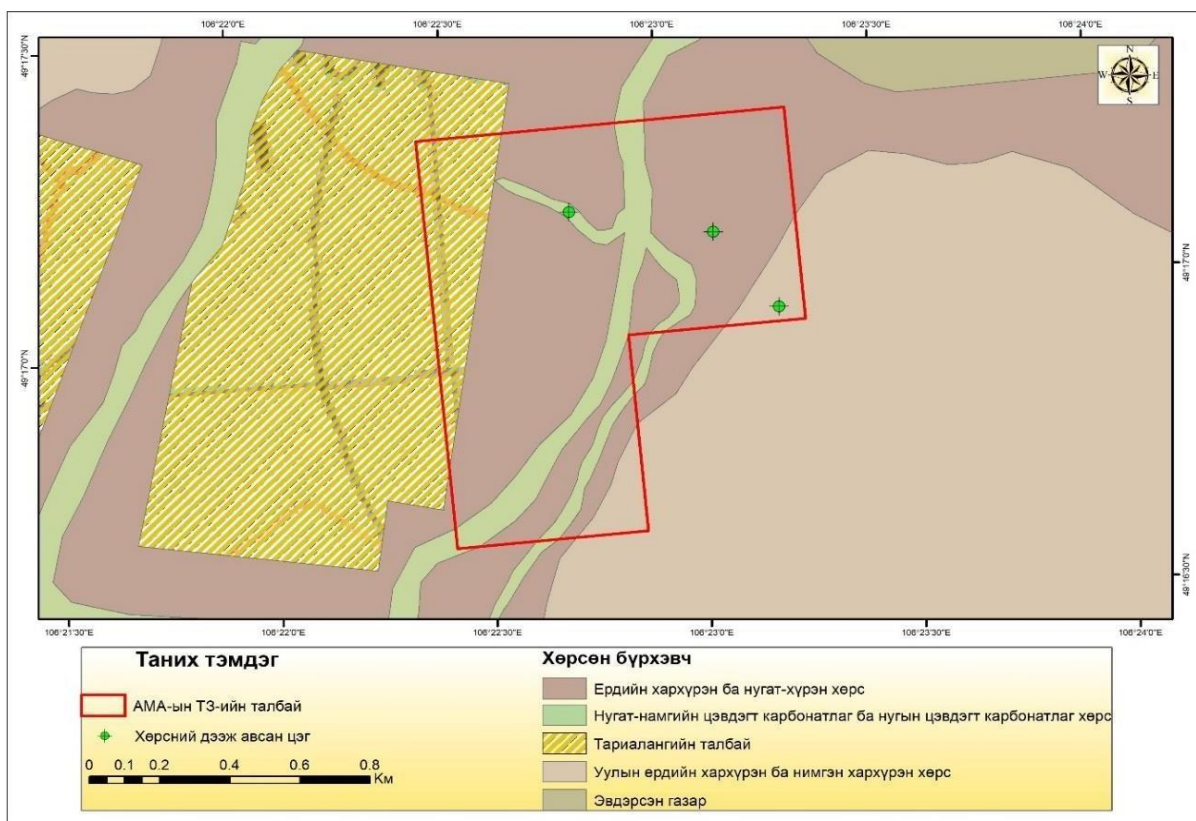 106°22'0"E 106°22'30"E 106°23'0"E 106°23'30"E 106°24'0"E
49°17'30"N
N
W E
S
49°17'0"N
49°17'0"N
49°16'30"N
106°21'30"E 106°22'0"E 106°22'30"E 106°23'0"E 106°23'30"E 106°24'0"E
Таних тэмдэг
АМА-ын ТЗ-ийн талбай
Хөрсний дээж авсан цэг
0 0.1 0.2 0.4 0.6 0.8
Км
Хөрсөн бүрхэвч
Ердийн хархүрэн ба нугат-хүрэн хөрс
Нугат-намгийн цэвдэгт карбонатлаг ба нугын цэвдэгт карбонатлаг хөрс
Тариалангийн талбай
Уулын ердийн хархүрэн ба нимгэн хархүрэн хөрс
Эвдэрсэн газар